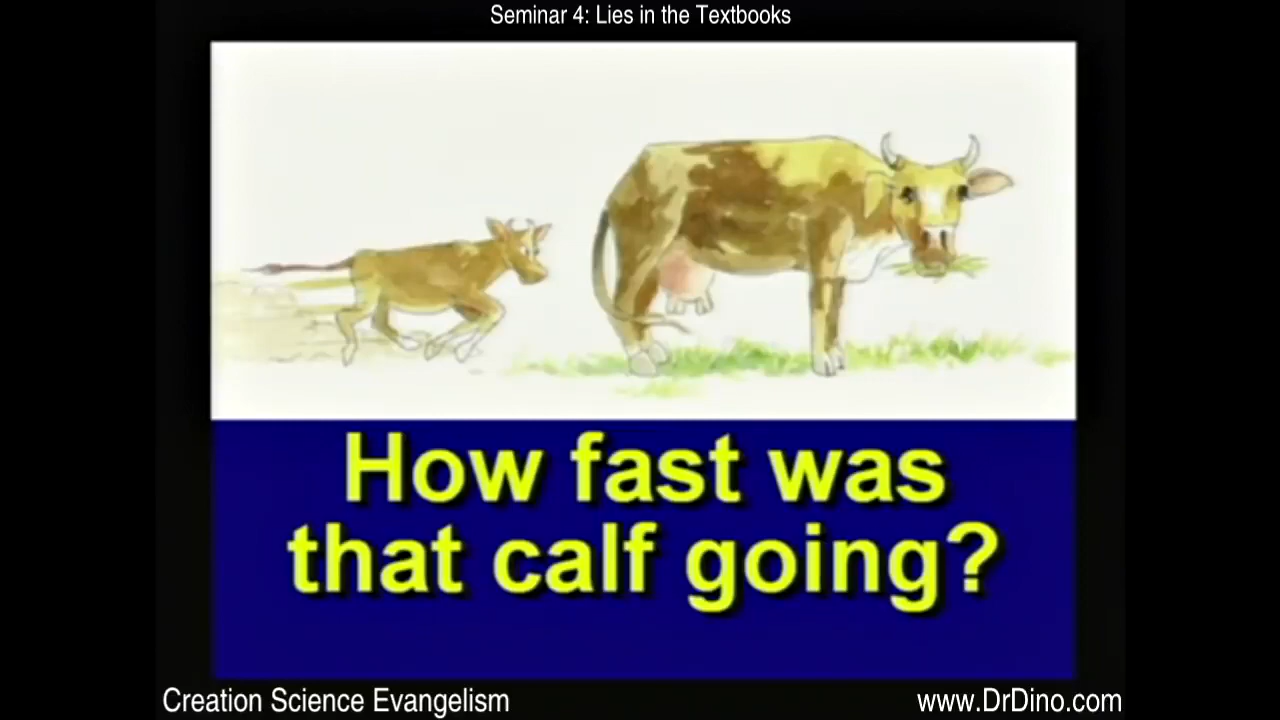 Seminar 4: Lies in the Textbooks
How fast was
that calf going?
Creation Science Evangelism
www.DrDino.com